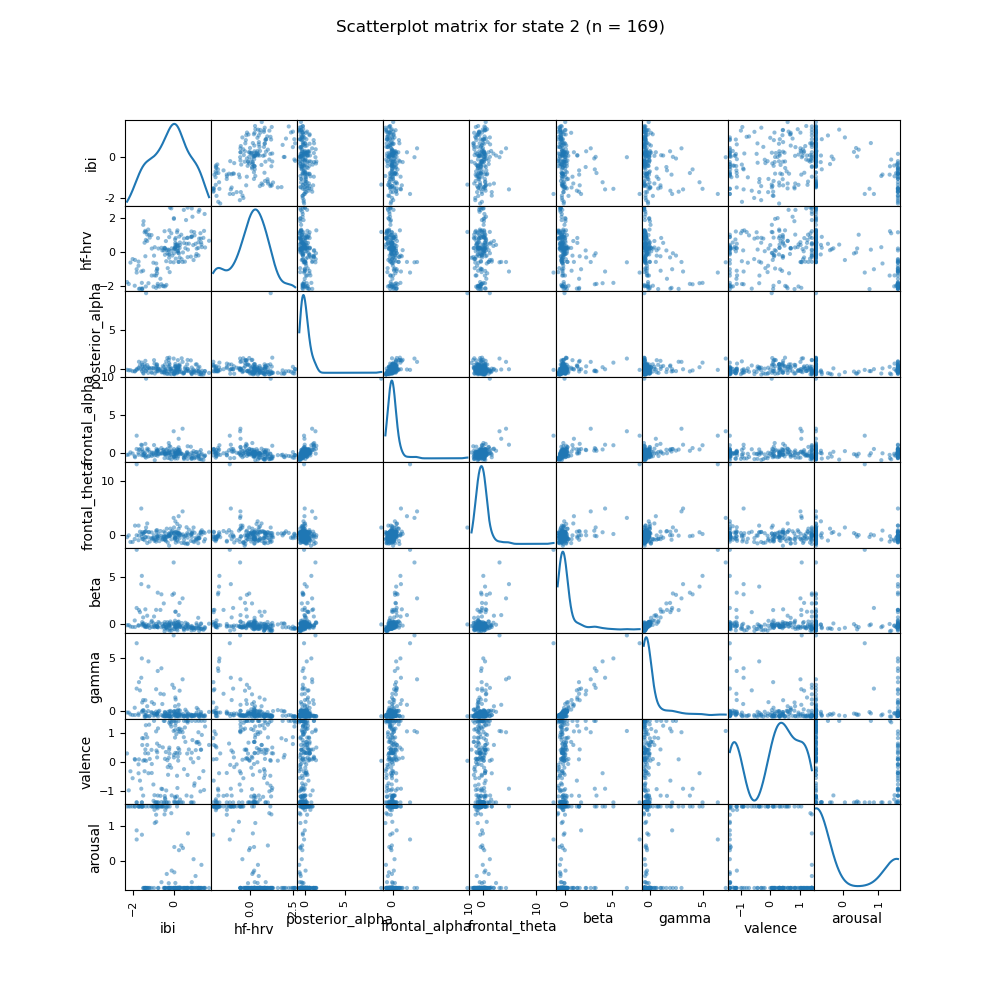 Scatterplot matrix for state 2 (n = 169)
ibi
0
−2
hf-hrv
2
0
−2
posterior_alpha
5
0
frontal_alpha
10
5
0
frontal_theta
10
0
beta
5
0
gamma
5
0
valence
1
0
−1
arousal
1
0
−2 0 0.0 0 5 0 10 0 10 0 5 0 5 −1 0 1 0 1
ibi hf-hrv posterior_alpha frontal_alpha frontal_theta beta gamma valence arousal